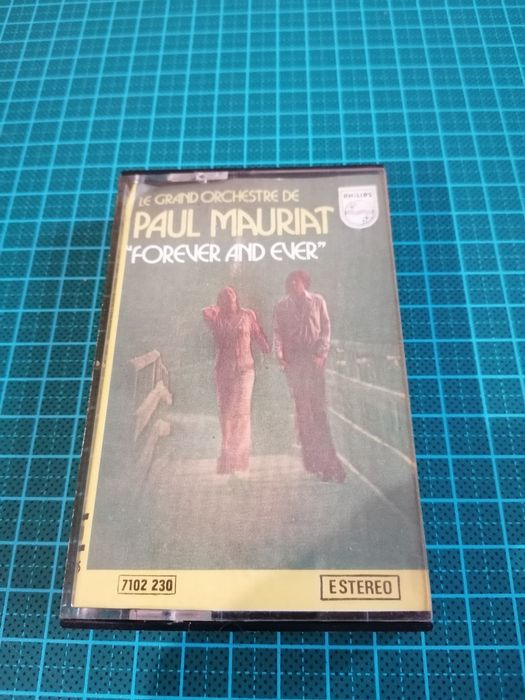 LE GRAND ORCHESTRE DE
PHILIPS
PAUL MAURIAT
"FOREVER AND EVER"
7102 230
ESTEREO